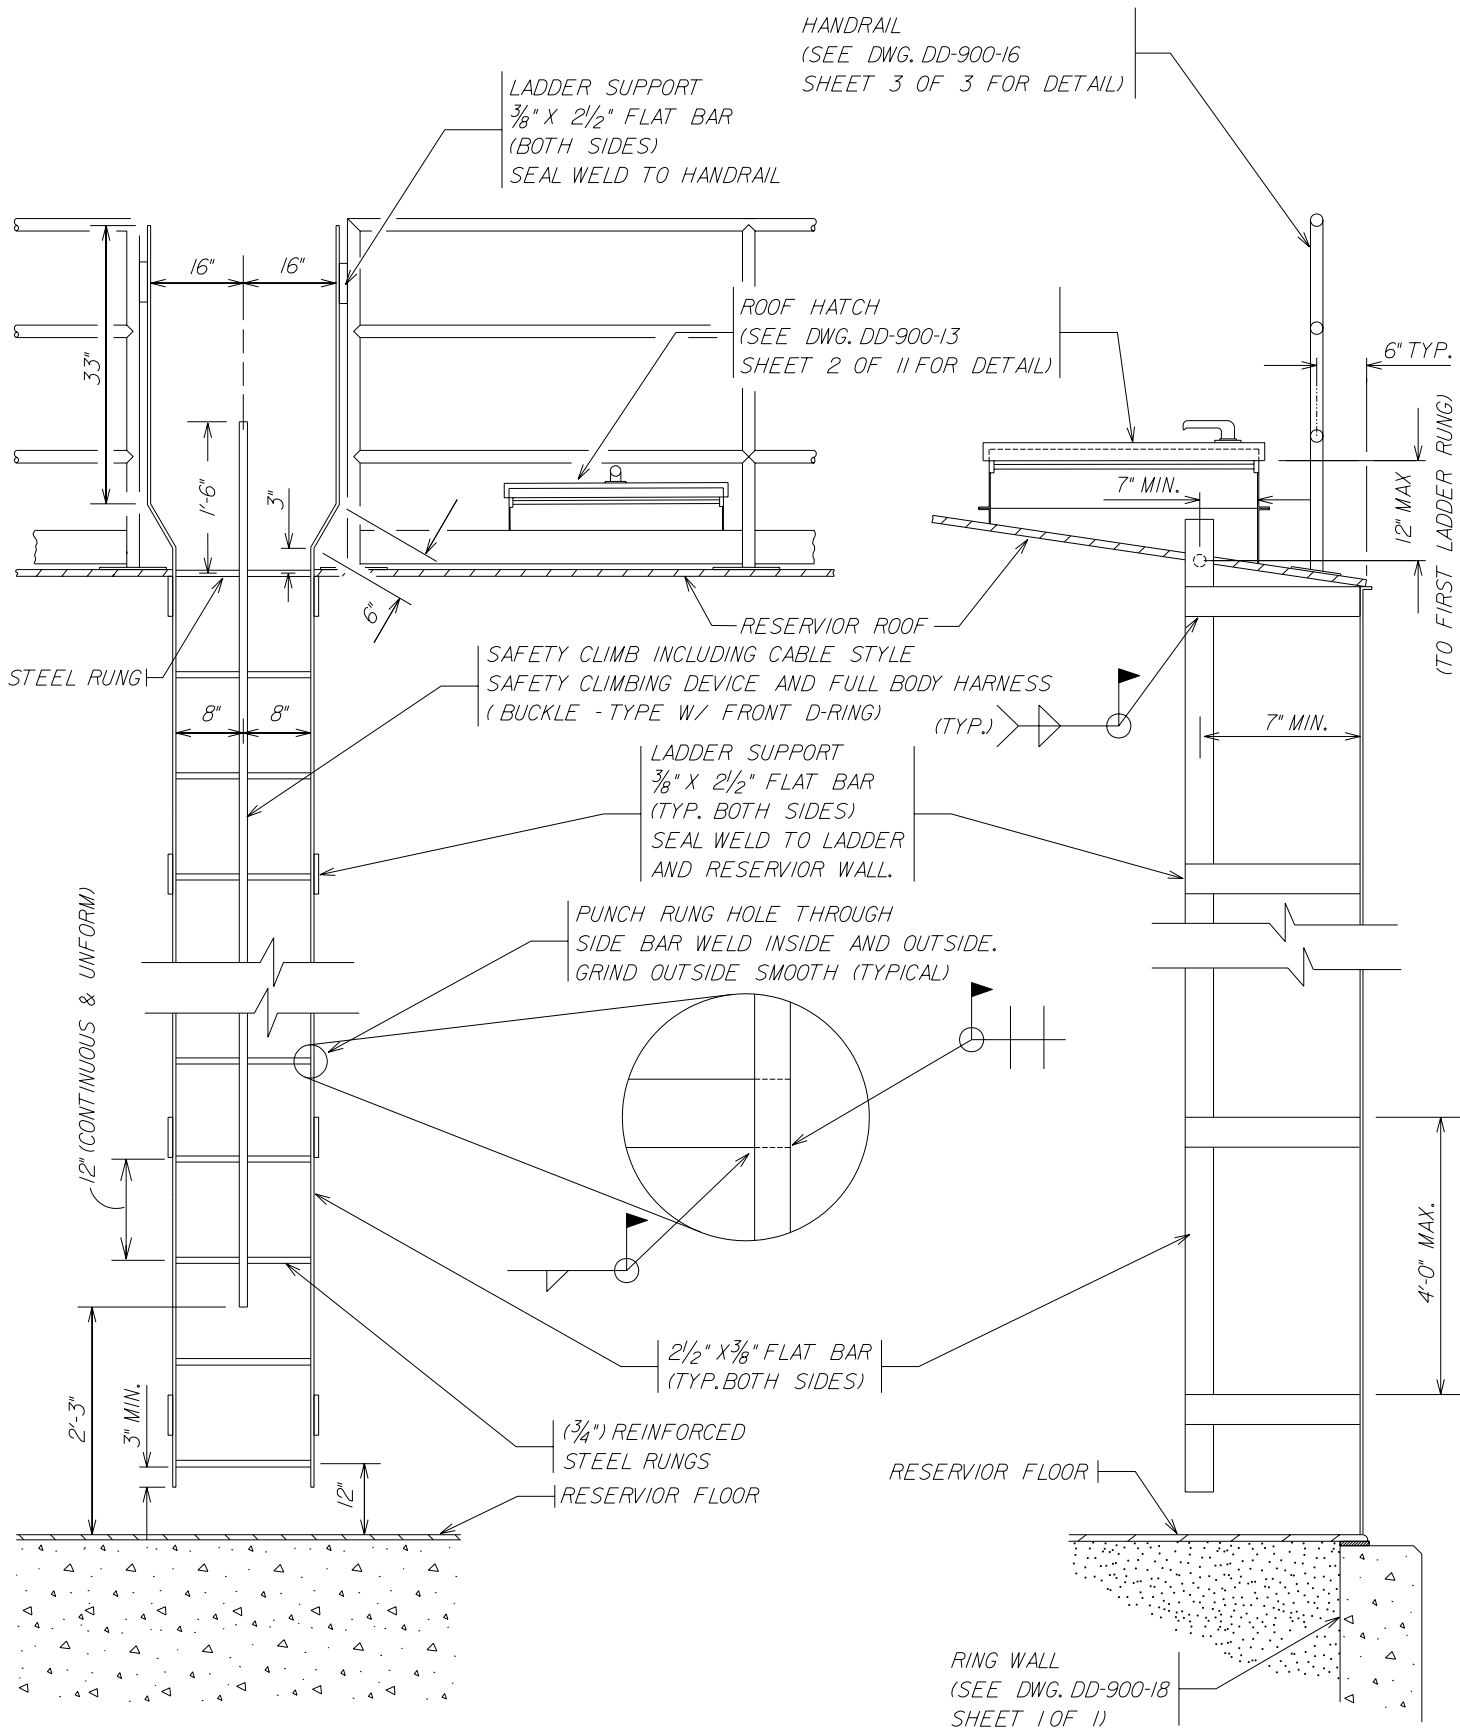 HANDRAIL
(SEE DWG. DD-900-16
SHEET 3 OF 3 FOR DETAIL)
LADDER SUPPORT
3/8" X 2 1/2" FLAT BAR
(BOTH SIDES)
SEAL WELD TO HANDRAIL
16"
16"
33"
ROOF HATCH
(SEE DWG. DD-900-13
SHEET 2 OF 11 FOR DETAIL)
6" TYP.
1'-6"
3"
6"
7" MIN.
12" MAX
(TO FIRST LADDER RUNG)
RESERVIOR ROOF
STEEL RUNG
SAFETY CLIMB INCLUDING CABLE STYLE
SAFETY CLIMBING DEVICE AND FULL BODY HARNESS
(BUCKLE - TYPE W/ FRONT D-RING)
8"
8"
(TYP.)
7" MIN.
LADDER SUPPORT
3/8" X 2 1/2" FLAT BAR
(TYP. BOTH SIDES)
SEAL WELD TO LADDER
AND RESERVIOR WALL.
PUNCH RUNG HOLE THROUGH
SIDE BAR WELD INSIDE AND OUTSIDE.
GRIND OUTSIDE SMOOTH (TYPICAL)
12" (CONTINUOUS & UNIFORM)
4'-0" MAX.
2 1/2" X 3/8" FLAT BAR
(TYP. BOTH SIDES)
2'-3"
3" MIN.
(3/4") REINFORCED
STEEL RUNGS
12"
RESERVIOR FLOOR
RESERVIOR FLOOR
RING WALL
(SEE DWG. DD-900-18
SHEET 1 OF 1)